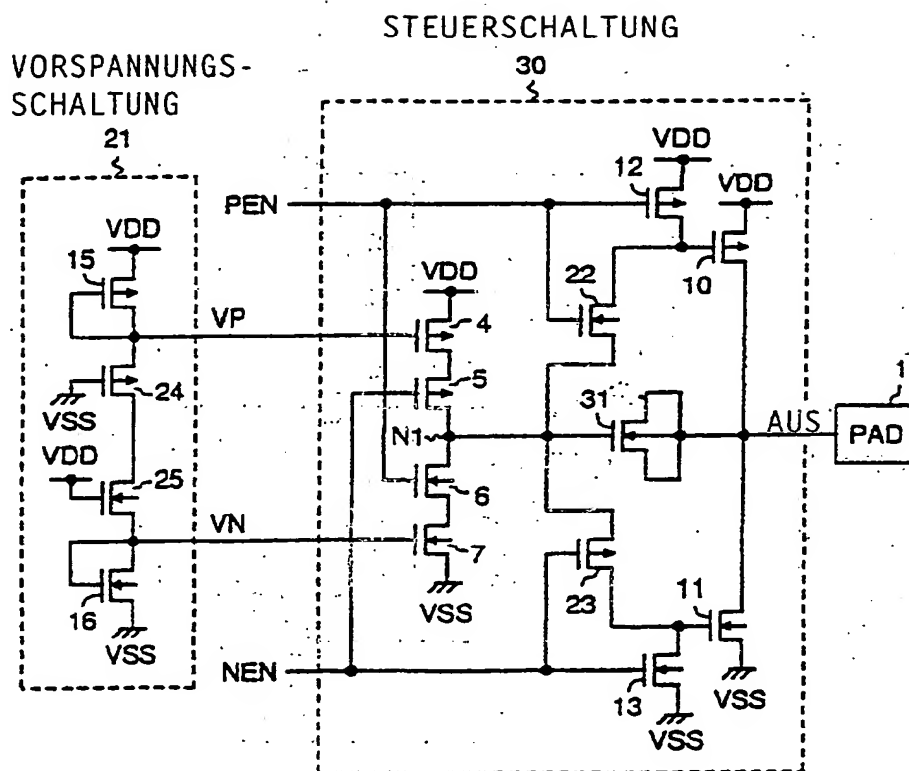 STEUERSCHALTUNG
30
VORSPANNUNGS-
SCHALTUNG
21
VDD
12
VDD
PEN
VDD
15
10
22
VDD
VP
4
5
24
VSS
31
1
N1
AUS
PAD
VDD
25
6
VN
7
23
11
16
VSS
VSS
VSS
NEN
13
VSS